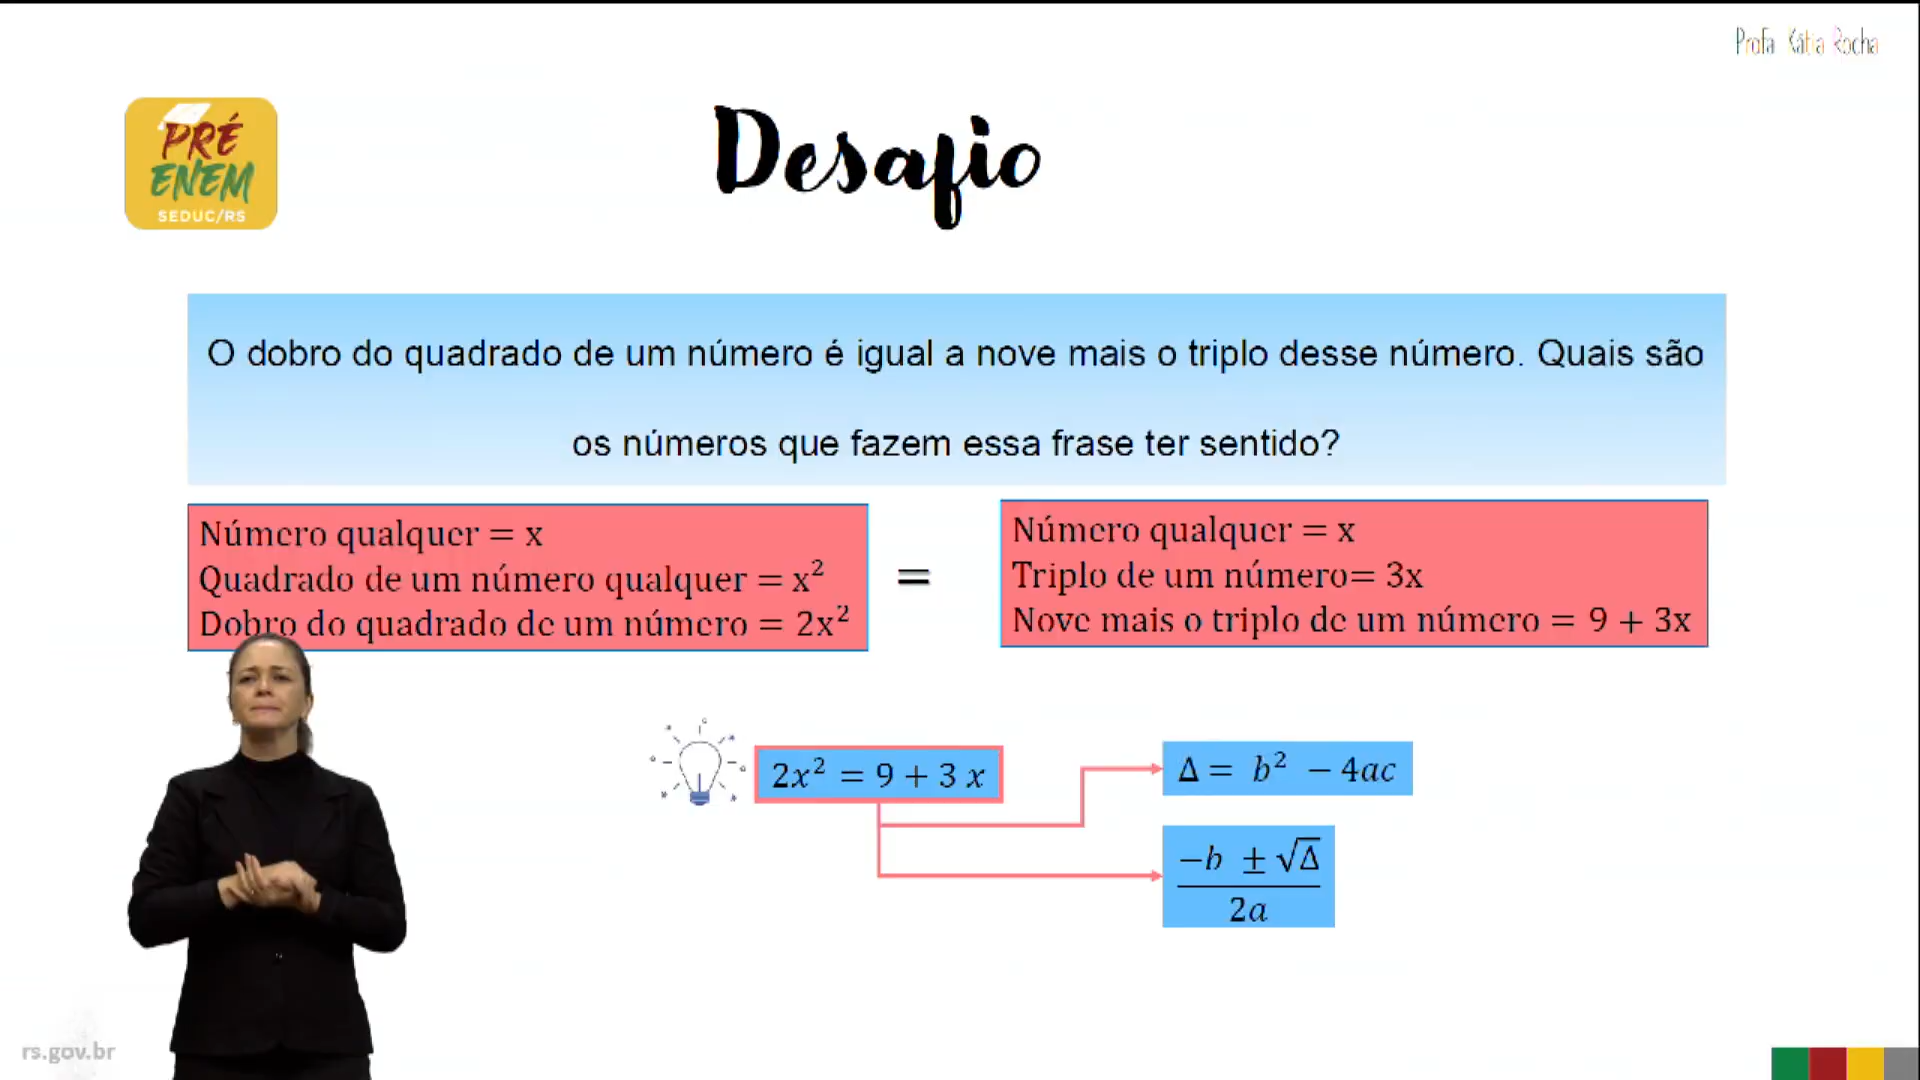 Profa Kátia Rocha
PRÉ
ENEM
SEDUC/RS
Desafio
O dobro do quadrado de um número é igual a nove mais o triplo desse número. Quais são
os números que fazem essa frase ter sentido?
Número qualquer = x
Quadrado de um número qualquer = x²
Dobro do quadrado de um número = 2x²
=
Número qualquer = x
Triplo de um número= 3x
Nove mais o triplo de um número = 9 + 3x
2x² = 9 + 3 x
Δ = b² − 4ac
−b ± √Δ
2a
rs.gov.br